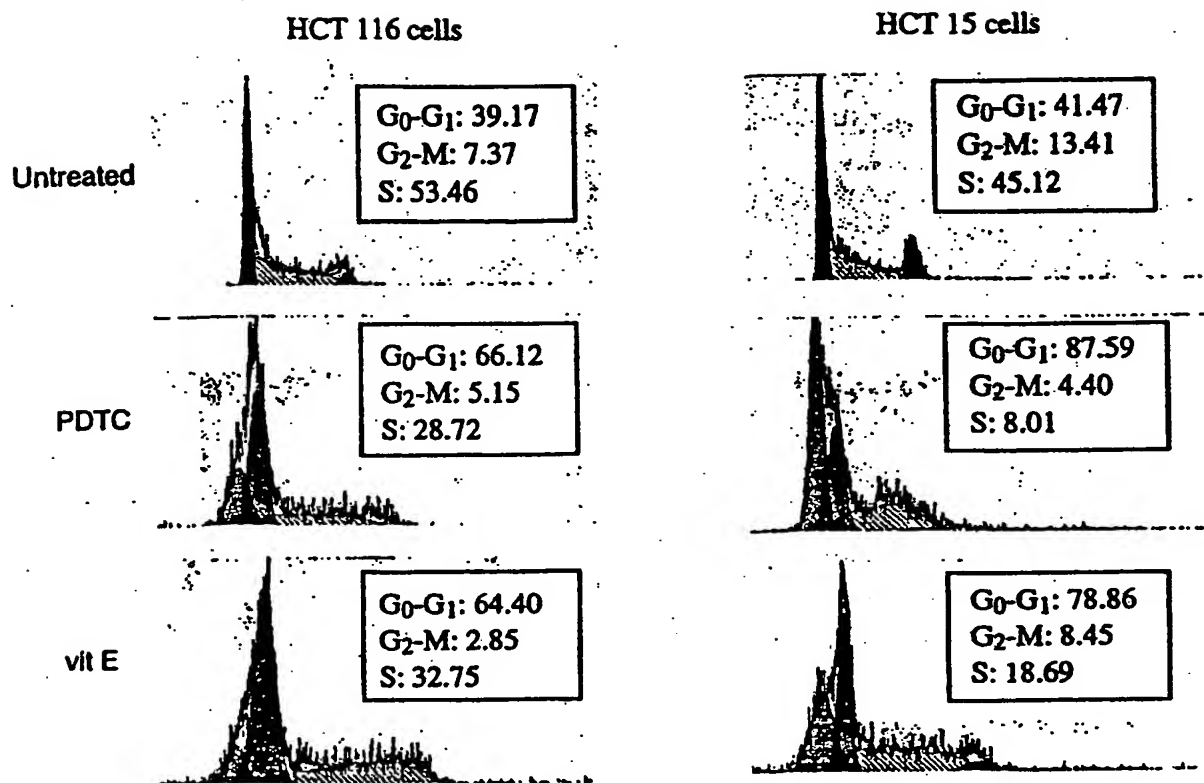 HCT 116 cells
HCT 15 cells
Untreated
G0-G1: 39.17
G2-M: 7.37
S: 53.46
G0-G1: 41.47
G2-M: 13.41
S: 45.12
PDTC
G0-G1: 66.12
G2-M: 5.15
S: 28.72
G0-G1: 87.59
G2-M: 4.40
S: 8.01
vit E
G0-G1: 64.40
G2-M: 2.85
S: 32.75
G0-G1: 78.86
G2-M: 8.45
S: 18.69